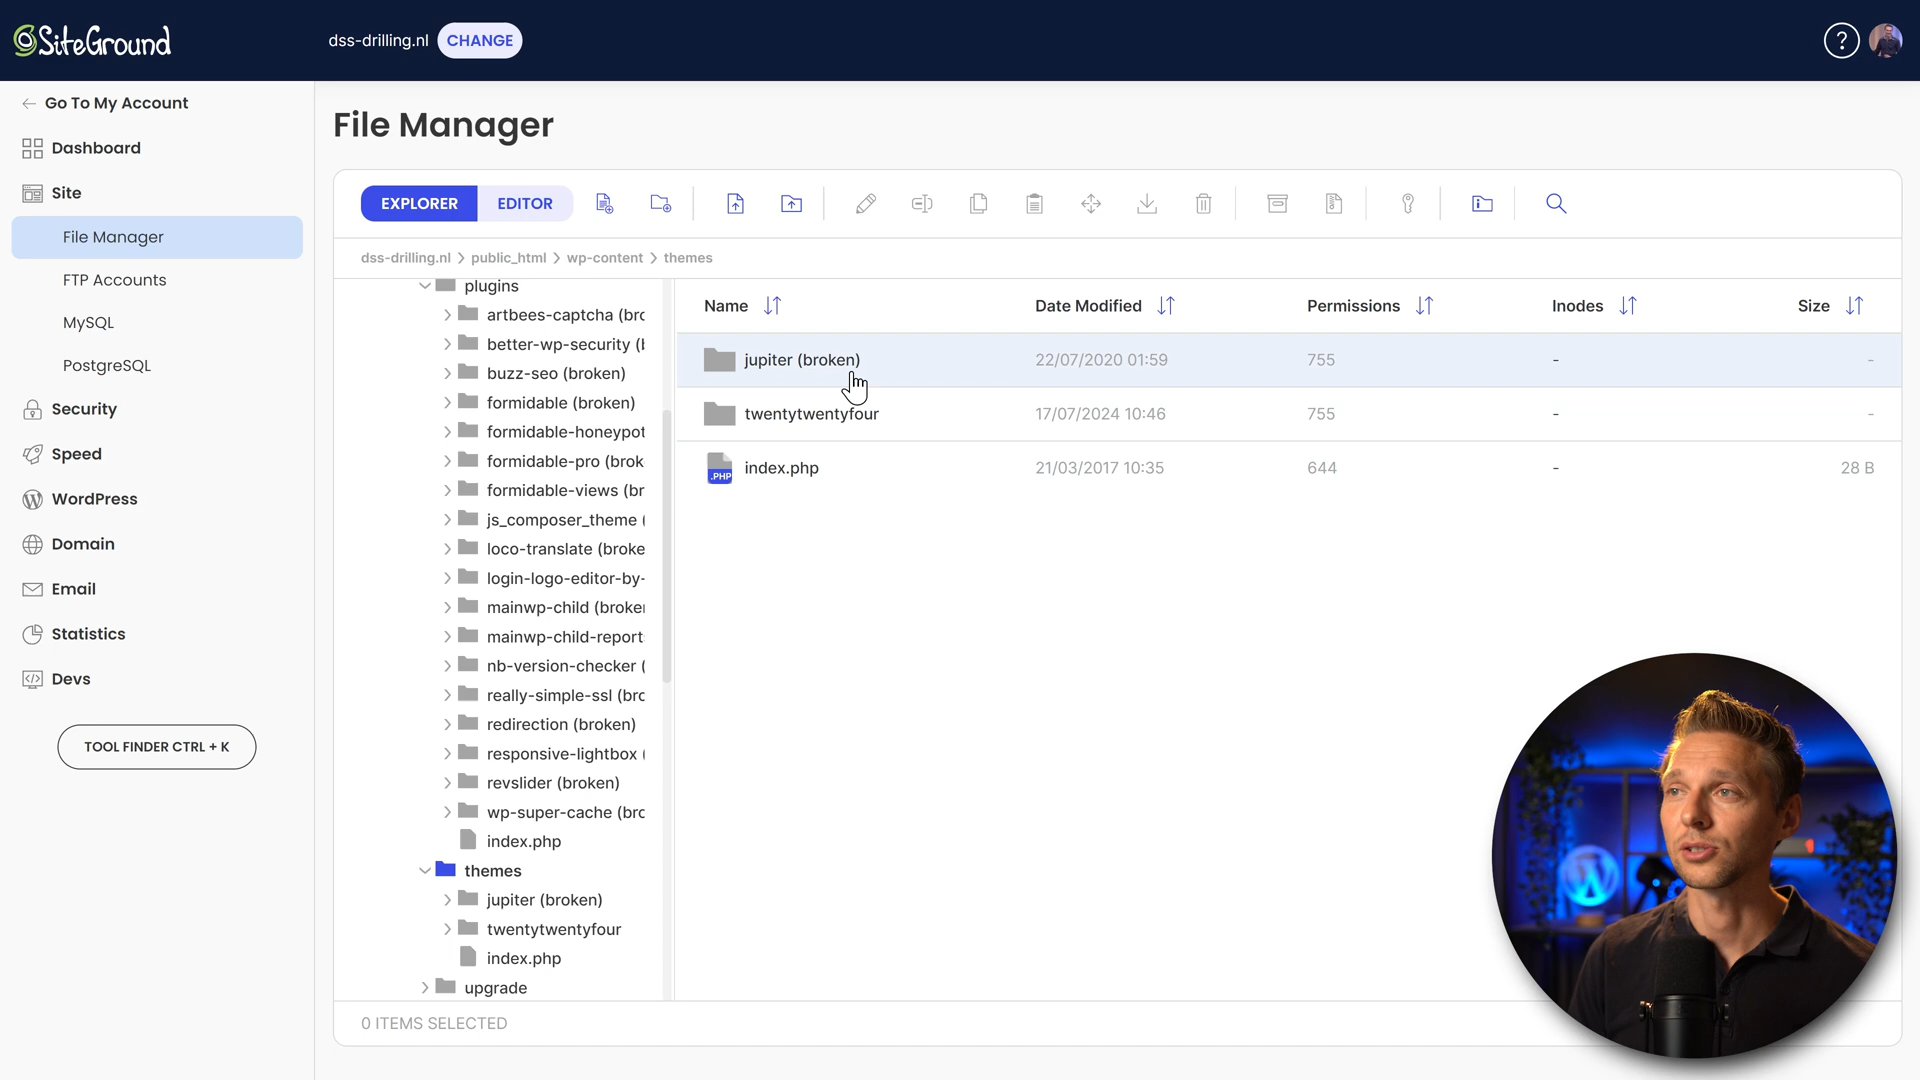 SiteGround
dss-drilling.nl CHANGE
?
Go To My Account
Dashboard
Site
File Manager
FTP Accounts
MySQL
PostgreSQL
Security
Speed
WordPress
Domain
Email
Statistics
Devs
TOOL FINDER CTRL + K
File Manager
EXPLORER EDITOR
dss-drilling.nl > public_html > wp-content > themes
plugins
artbees-captcha (brc
better-wp-security (
buzz-seo (broken)
formidable (broken)
formidable-honeypot
formidable-pro (brok
formidable-views (br
js_composer_theme (
loco-translate (broke
login-logo-editor-by-
mainwp-child (broke
mainwp-child-report
nb-version-checker (
really-simple-ssl (brc
redirection (broken)
responsive-lightbox (
revslider (broken)
wp-super-cache (brc
index.php
themes
jupiter (broken)
twentytwentyfour
index.php
upgrade
Name Date Modified Permissions Inodes Size
jupiter (broken) 22/07/2020 01:59 755 - -
twentytwentyfour 17/07/2024 10:46 755 - -
.PHP index.php 21/03/2017 10:35 644 - 28 B
0 ITEMS SELECTED